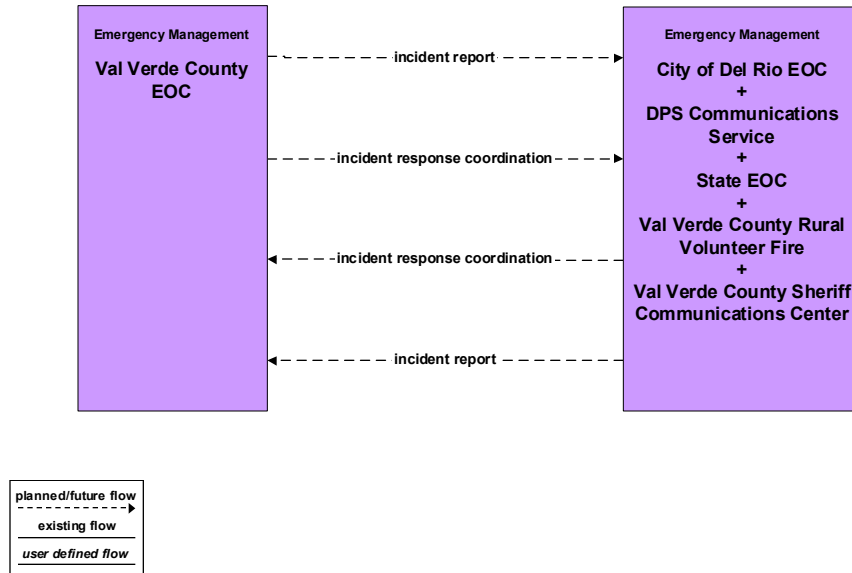 Emergency Management
Val Verde County
EOC
incident report
incident response coordination
incident response coordination
incident report
Emergency Management
City of Del Rio EOC
+
DPS Communications
Service
+
State EOC
+
Val Verde County Rural
Volunteer Fire
+
Val Verde County Sheriff
Communications Center
planned/future flow
existing flow
user defined flow